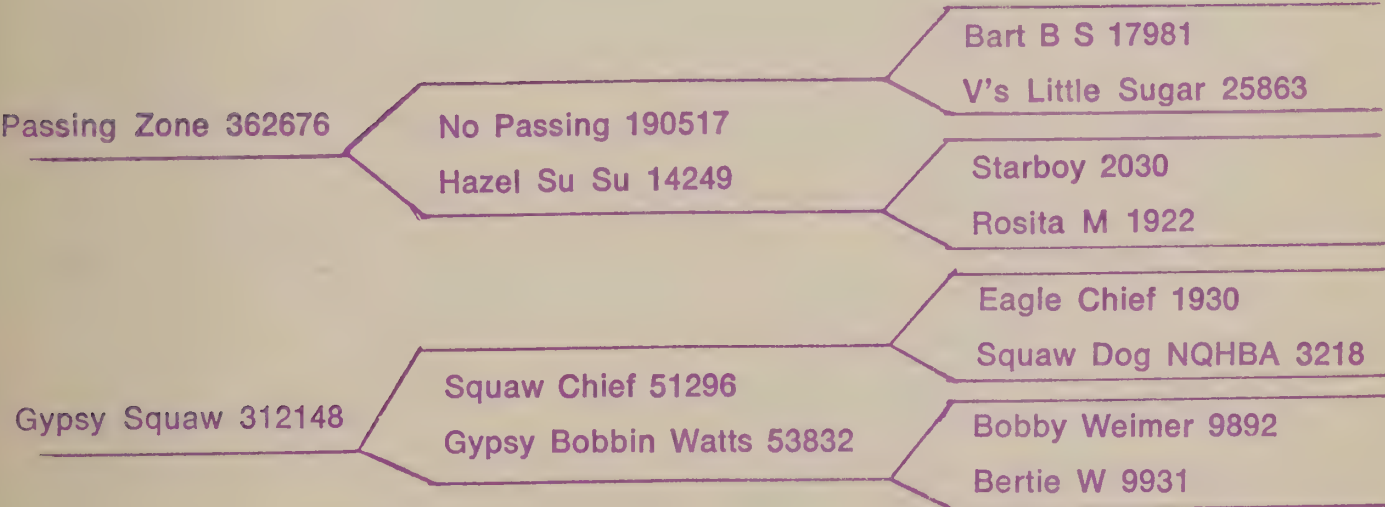 Bart B S 17981
V's Little Sugar 25863
Passing Zone 362676
No Passing 190517
Hazel Su Su 14249
Starboy 2030
Rosita M 1922
Eagle Chief 1930
Squaw Dog NQHBA 3218
Squaw Chief 51296
Gypsy Squaw 312148
Gypsy Bobbin Watts 53832
Bobby Weimer 9892
Bertie W 9931